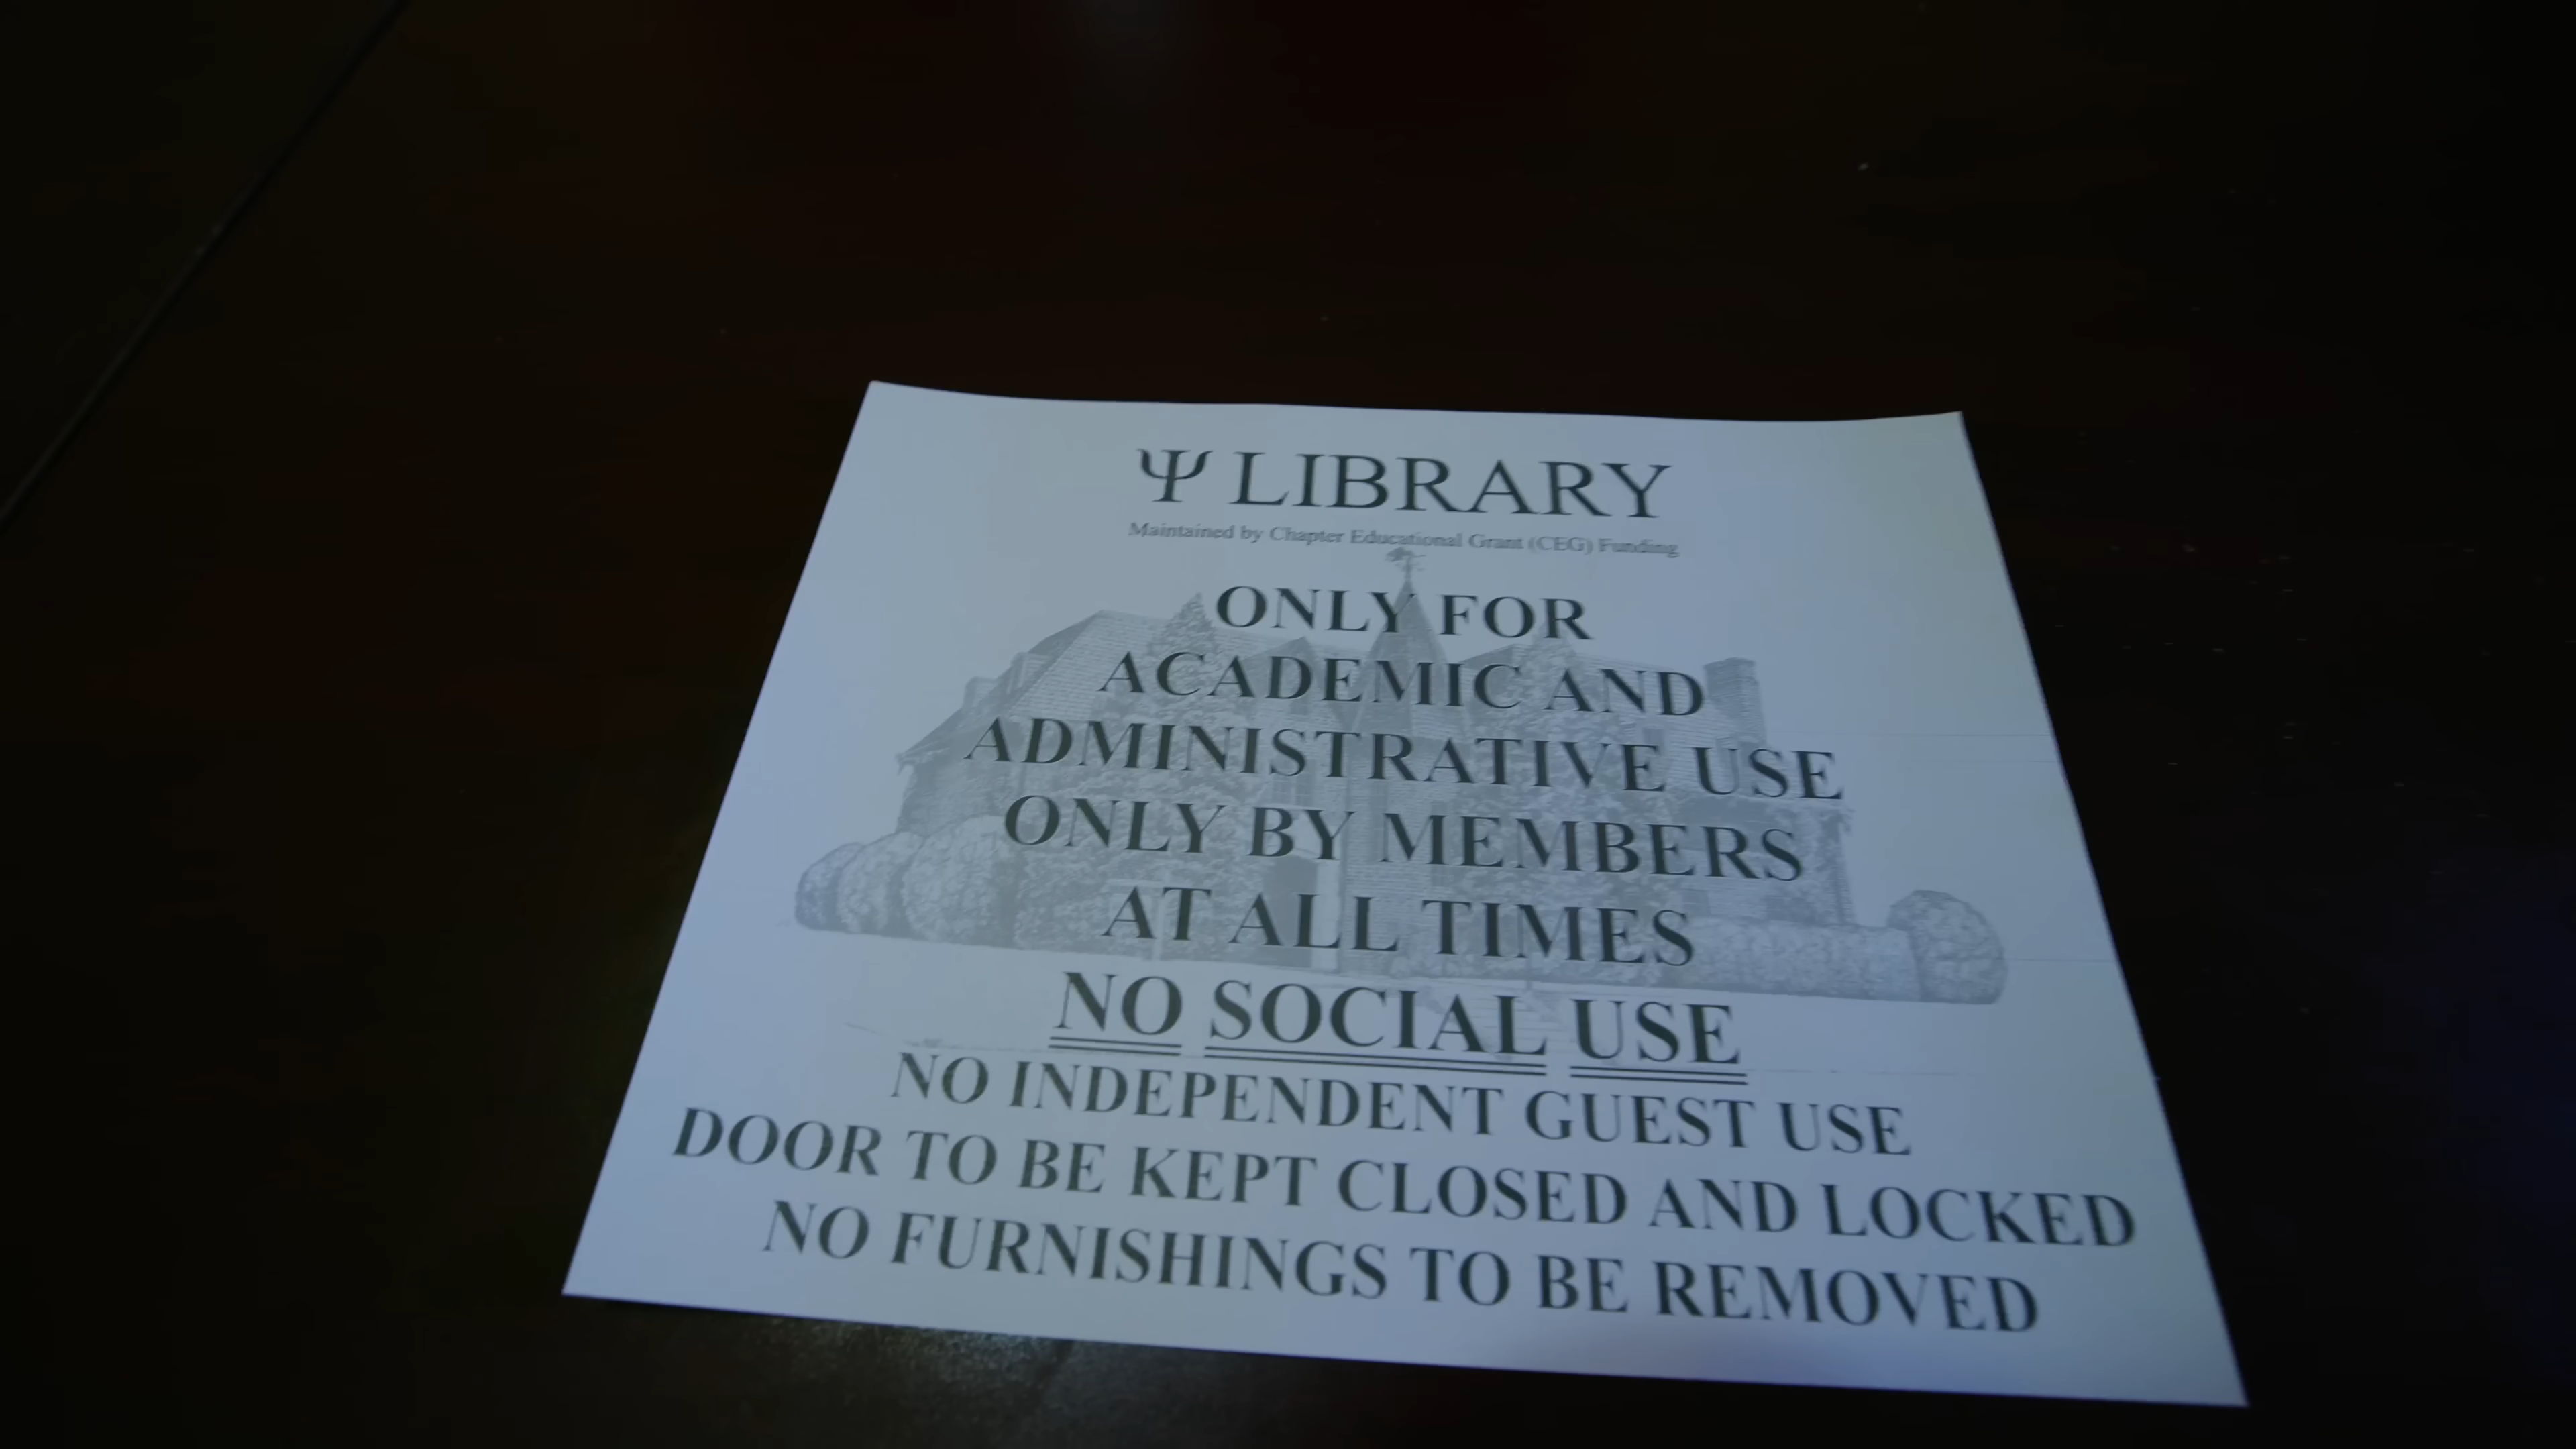 Ψ LIBRARY
Maintained by Chapter Educational Grant (CEG) Funding
ONLY FOR
ACADEMIC AND
ADMINISTRATIVE USE
ONLY BY MEMBERS
AT ALL TIMES
NO SOCIAL USE
NO INDEPENDENT GUEST USE
DOOR TO BE KEPT CLOSED AND LOCKED
NO FURNISHINGS TO BE REMOVED